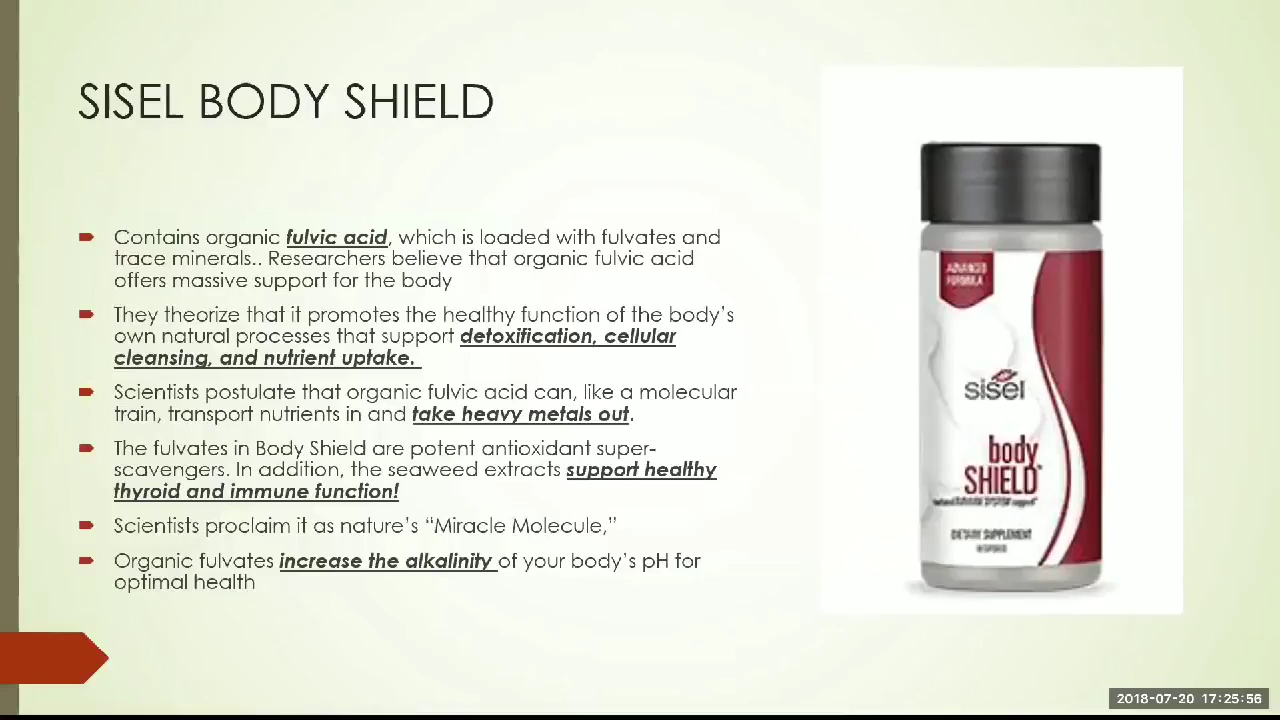 SISEL BODY SHIELD
Contains organic fulvic acid, which is loaded with fulvates and
trace minerals.. Researchers believe that organic fulvic acid
offers massive support for the body
They theorize that it promotes the healthy function of the body's
own natural processes that support detoxification, cellular
cleansing, and nutrient uptake.
Scientists postulate that organic fulvic acid can, like a molecular
train, transport nutrients in and take heavy metals out.
The fulvates in Body Shield are potent antioxidant super-
scavengers. In addition, the seaweed extracts support healthy
thyroid and immune function!
Scientists proclaim it as nature's “Miracle Molecule,”
Organic fulvates increase the alkalinity of your body's pH for
optimal health
ADVANCED
FORMULA
sisel
body
SHIELD
DIETARY SUPPLEMENT
2018-07-20 17:25:56